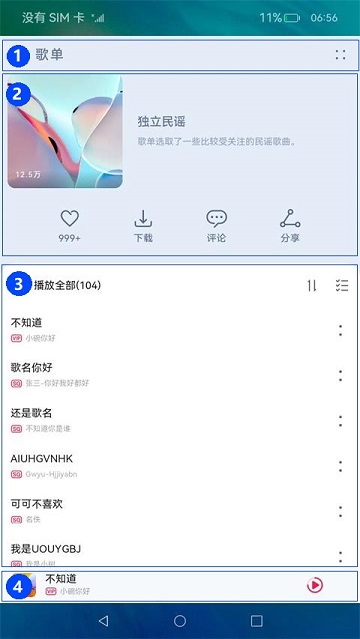 没有 SIM 卡
11%
06:56
1
歌单
2
独立民谣
歌单选取了一些比较受关注的民谣歌曲。
12.5万
999+
下载
评论
分享
3
播放全部(104)
不知道
VIP 小碗你好
歌名你好
SQ 张三-你好我好都好
还是歌名
SQ 不知道你是谁
AIUHGVNHK
SQ Gwyu-Hjjiyabn
可可不喜欢
SQ 名佚
我是UOUYGBJ
SQ 我是小树
4
不知道
VIP 小碗你好